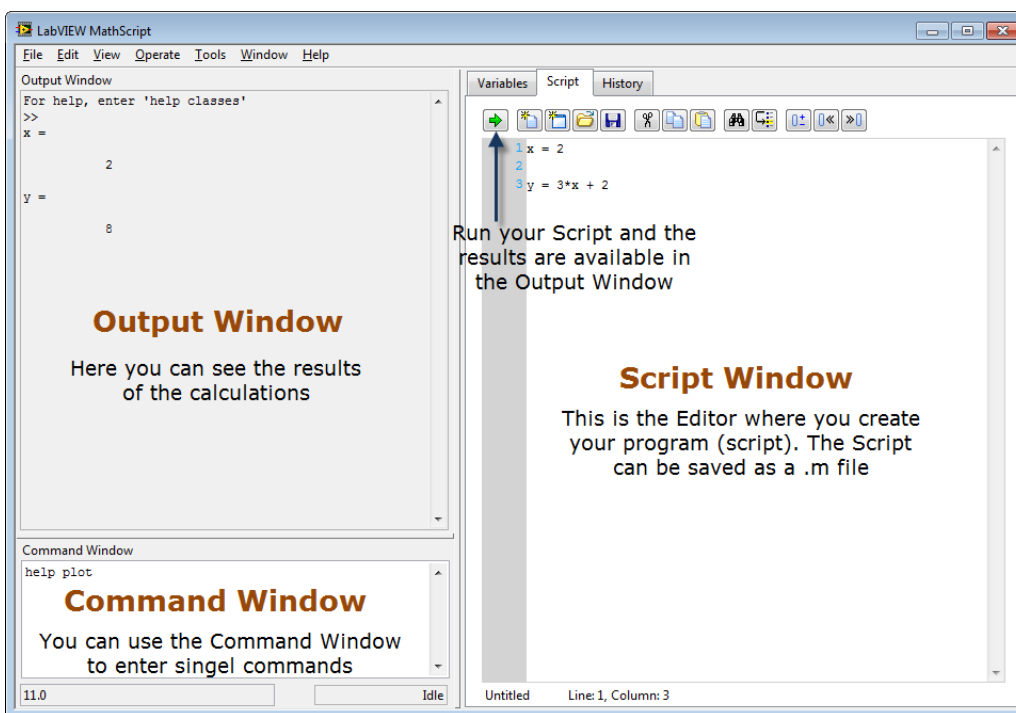 LabVIEW MathScript
File Edit View Operate Tools Window Help
Output Window
For help, enter 'help classes'
>>
x =
2
y =
8
Output Window
Here you can see the results
of the calculations
Command Window
help plot
Command Window
You can use the Command Window
to enter singel commands
11.0
Idle
Variables Script History
1 x = 2
2
3 y = 3*x + 2
Run your Script and the
results are available in
the Output Window
Script Window
This is the Editor where you create
your program (script). The Script
can be saved as a .m file
Untitled Line: 1, Column: 3